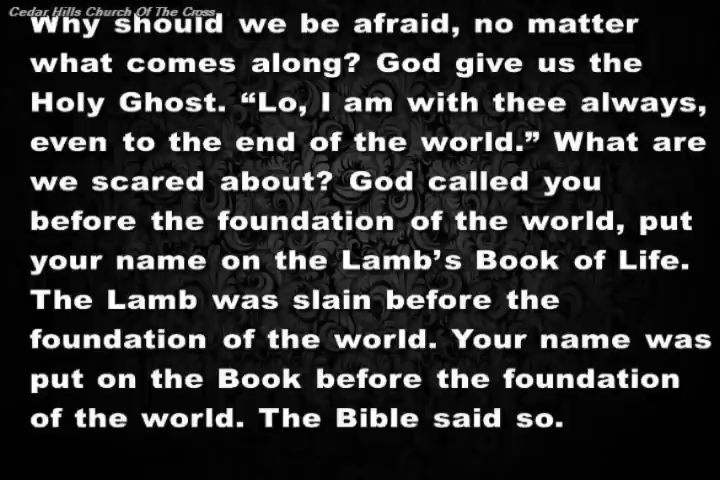 Cedar Hills Church Of The Cross
Why should we be afraid, no matter
what comes along? God give us the
Holy Ghost. “Lo, I am with thee always,
even to the end of the world.” What are
we scared about? God called you
before the foundation of the world, put
your name on the Lamb’s Book of Life.
The Lamb was slain before the
foundation of the world. Your name was
put on the Book before the foundation
of the world. The Bible said so.